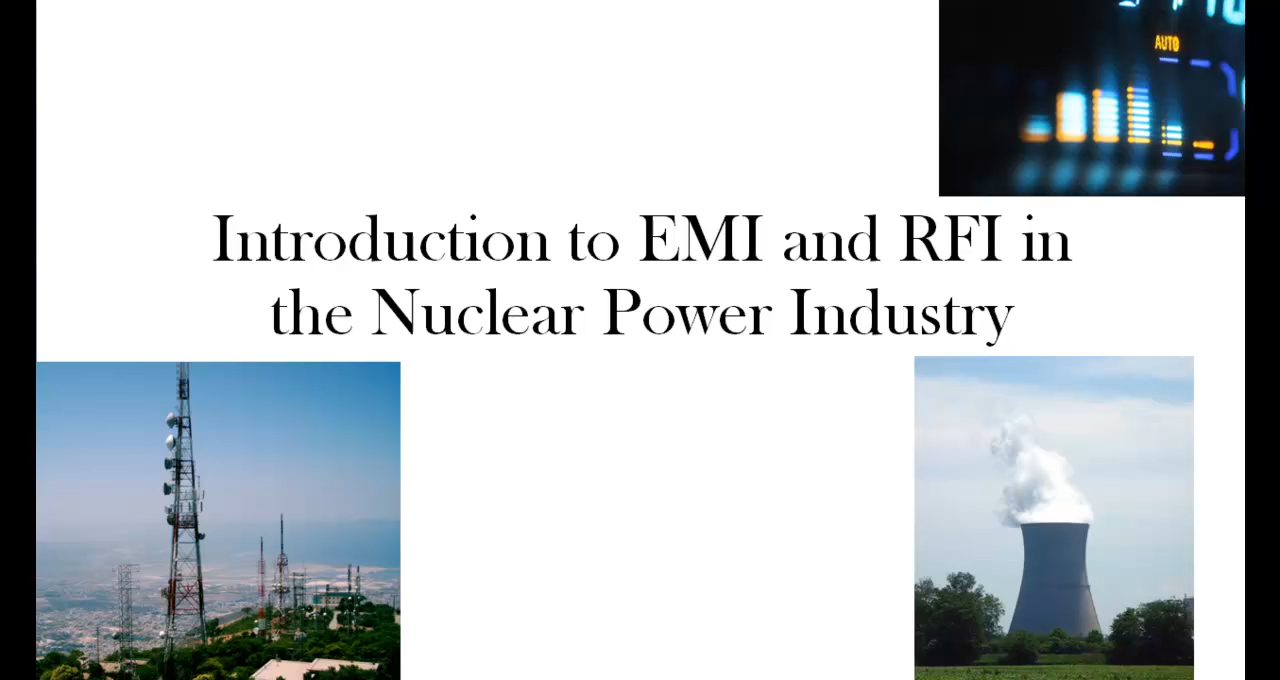 AUTO
Introduction to EMI and RFI in
the Nuclear Power Industry